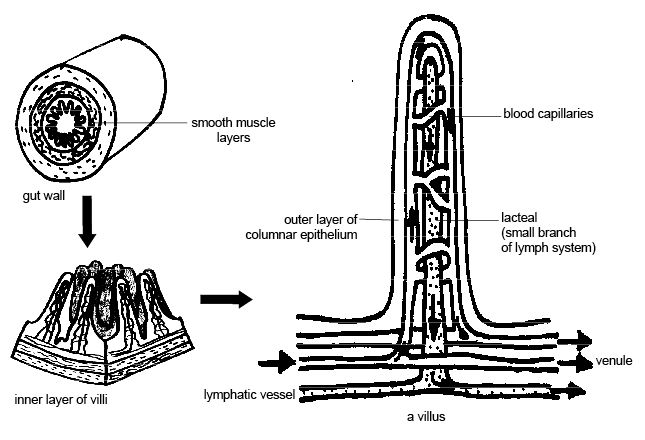 smooth muscle
layers
gut wall
inner layer of villi
blood capillaries
outer layer of
columnar epithelium
lacteal
(small branch
of lymph system)
venule
lymphatic vessel
a villus